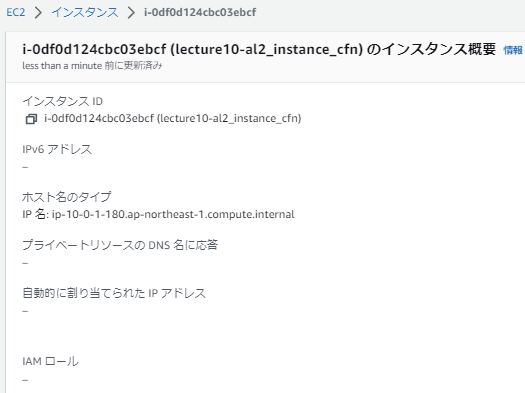 EC2 > インスタンス > i-0df0d124cbc03ebcf
i-0df0d124cbc03ebcf (lecture10-al2_instance_cfn) のインスタンス概要 情報
less than a minute 前に更新済み
インスタンス ID
i-0df0d124cbc03ebcf (lecture10-al2_instance_cfn)
IPv6 アドレス
–
ホスト名のタイプ
IP 名: ip-10-0-1-180.ap-northeast-1.compute.internal
プライベートリソースの DNS 名に応答
–
自動的に割り当てられた IP アドレス
–
IAM ロール
–